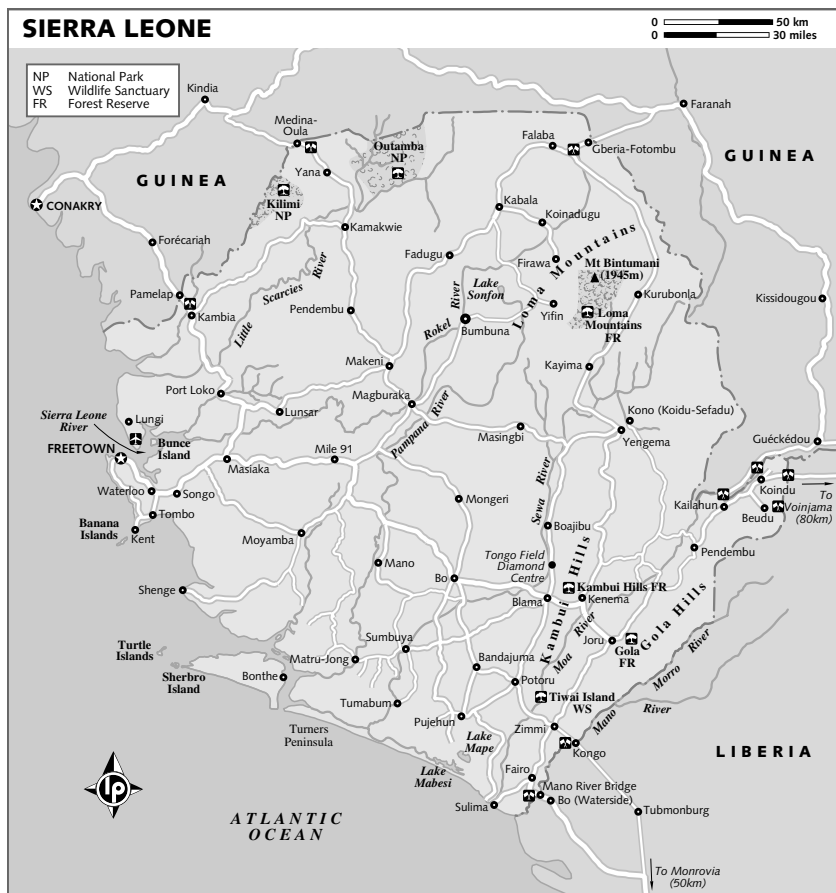 SIERRA LEONE
0 50 km
0 30 miles
NP National Park
WS Wildlife Sanctuary
FR Forest Reserve
Kindia
Faranah
Medina-
Oula
Outamba
NP
Falaba
Gberia-Fotombu
GUINEA
GUINEA
Yana
Kilimi
NP
CONAKRY
Kabala
Koinadugu
Kamakwie
Forécariah
Fadugu
Firawa
Loma Mountains
Mt Bintumani
(1945m)
Little Scarcies River
Lake
Sonfon
Pamelap
Kurubonla
Kissidougou
Kambia
Pendembu
Rokel River
Bumbuna
Yifin
Loma
Mountains
FR
Makeni
Kayima
Port Loko
Magburaka
Sierra Leone
River
Lungi
Lunsar
Pampana River
Kono (Koidu-Sefadu)
Masingbi
Yengema
Guéckédou
Bunce
Island
FREETOWN
Masiaka
Mile 91
Sewa River
Koindu
To
Voinjama
(80km)
Waterloo
Songo
Mongeri
Kailahun
Beudu
Tombo
Banana
Islands
Kent
Moyamba
Boajibu
Pendembu
Mano
Tongo Field
Diamond
Centre
Bo
Kambui Hills
Kambui Hills FR
Shenge
Blama
Kenema
Gola Hills
Moa River
Joru
Gola
FR
Turtle
Islands
Sumbuya
Matru-Jong
Sherbro
Island
Bonthe
Bandajuma
Potoru
Morro River
Tiwai Island
WS
Mano River
Tumabum
Turners
Peninsula
Pujehun
Zimmi
Lake
Mape
Kongo
LIBERIA
Lake
Mabesi
Fairo
Mano River Bridge
Bo (Waterside)
Sulima
Tubmonburg
lp
ATLANTIC
OCEAN
To Monrovia
(50km)